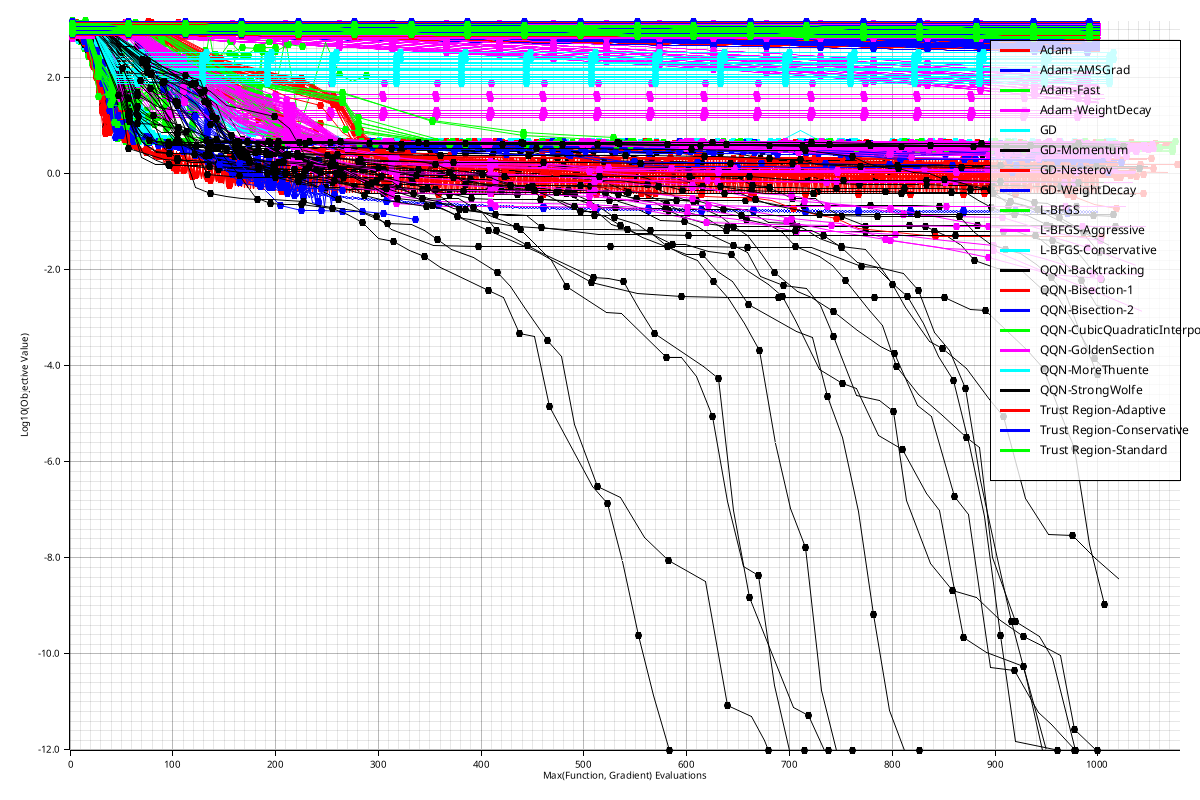 Adam
Adam-AMSGrad
Adam-Fast
Adam-WeightDecay
GD
GD-Momentum
GD-Nesterov
GD-WeightDecay
L-BFGS
L-BFGS-Aggressive
L-BFGS-Conservative
QQN-Backtracking
QQN-Bisection-1
QQN-Bisection-2
QQN-CubicQuadraticInterpo
QQN-GoldenSection
QQN-MoreThuente
QQN-StrongWolfe
Trust Region-Adaptive
Trust Region-Conservative
Trust Region-Standard
Log10(Objective Value)
2.0
0.0
-2.0
-4.0
-6.0
-8.0
-10.0
-12.0
0 100 200 300 400 500 600 700 800 900 1000
Max(Function, Gradient) Evaluations